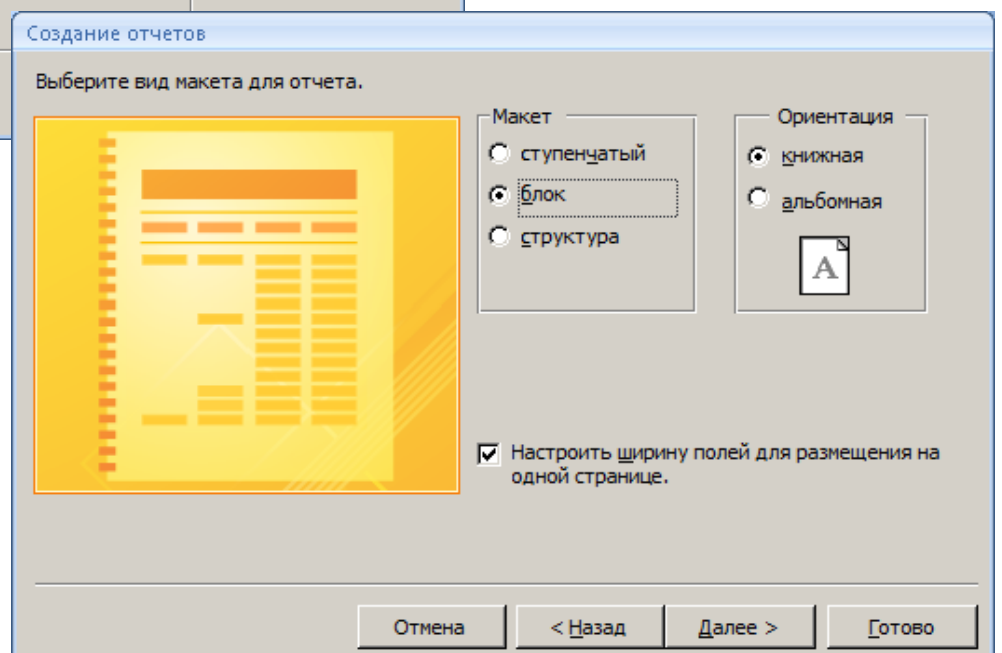 Создание отчетов
Выберите вид макета для отчета.
Макет
ступенчатый
блок
структура
Ориентация
книжная
альбомная
A
Настроить ширину полей для размещения на
одной странице.
Отмена
< Назад
Далее >
Готово